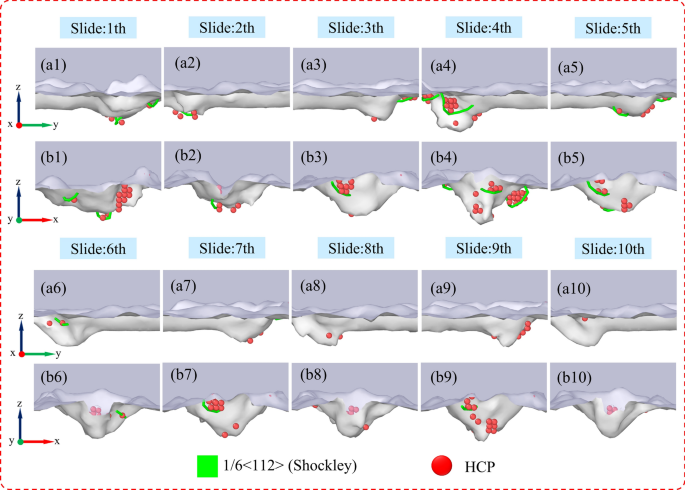 Slide:1th Slide:2th Slide:3th Slide:4th Slide:5th
(a1) (a2) (a3) (a4) (a5)
z
x y
(b1) (b2) (b3) (b4) (b5)
z
y x
Slide:6th Slide:7th Slide:8th Slide:9th Slide:10th
(a6) (a7) (a8) (a9) (a10)
z
x y
(b6) (b7) (b8) (b9) (b10)
z
y x
1/6<112> (Shockley) HCP